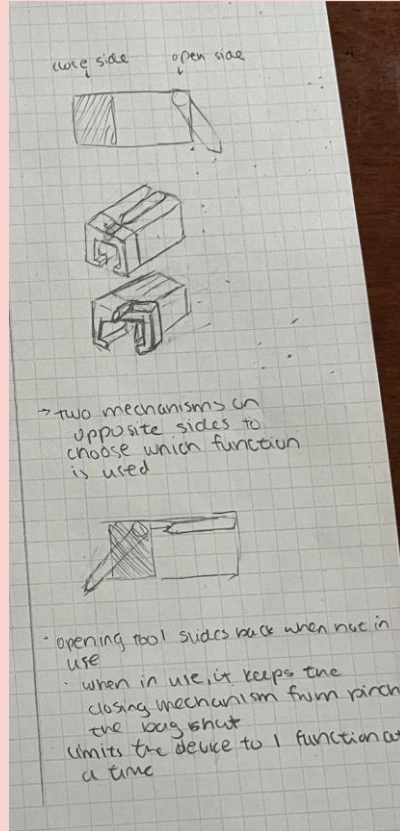 open side
side
→ two mechanisms on
opposite sides to
choose which function
is used
· opening tool slides back when not in
use
· when in use, it keeps the
closing mechanism from pinch
the bag shut
limits the device to 1 function at
a time